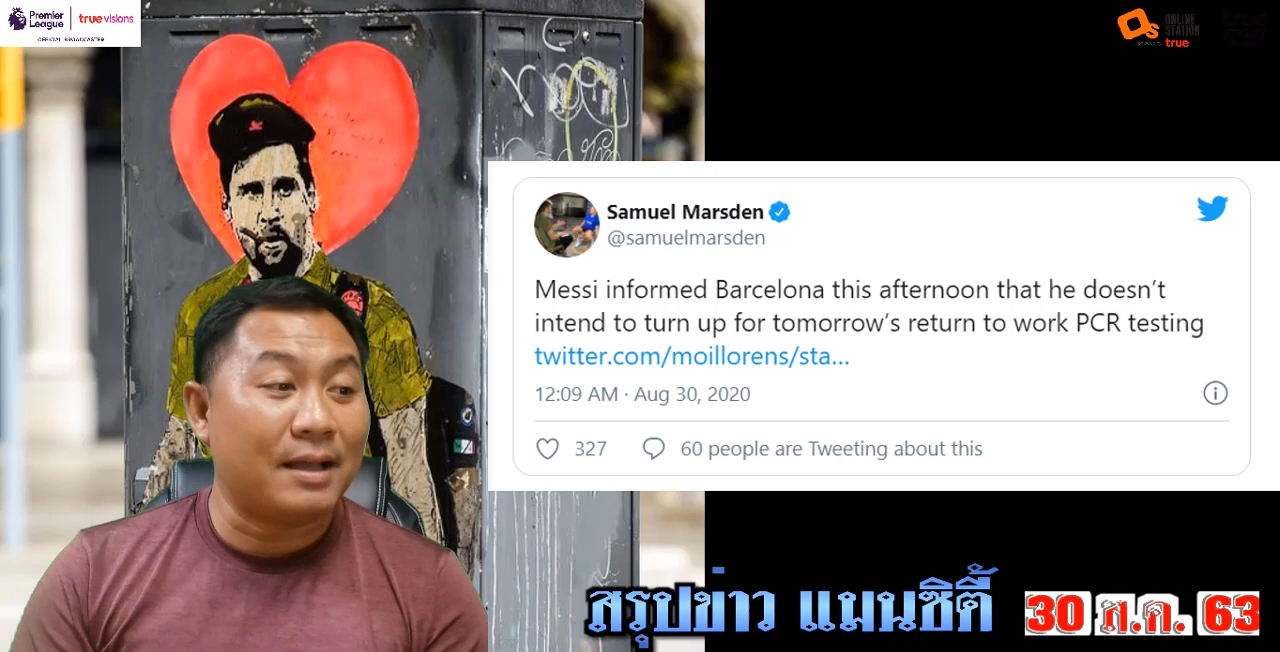 Premier
League
truevisions
OFFICIAL BROADCASTER
OS
ONLINE
STATION
true
Samuel Marsden
@samuelmarsden
Messi informed Barcelona this afternoon that he doesn’t
intend to turn up for tomorrow’s return to work PCR testing
twitter.com/moillorens/sta...
12:09 AM · Aug 30, 2020
327
60 people are Tweeting about this
สรุปข่าว แมนซิตี้ 30 ส.ค. 63